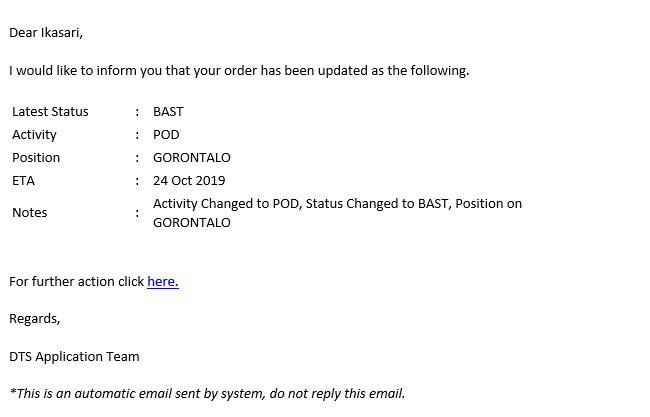 Dear Ikasari,
I would like to inform you that your order has been updated as the following.
Latest Status : BAST
Activity : POD
Position : GORONTALO
ETA : 24 Oct 2019
Notes : Activity Changed to POD, Status Changed to BAST, Position on
GORONTALO
For further action click here.
Regards,
DTS Application Team
*This is an automatic email sent by system, do not reply this email.